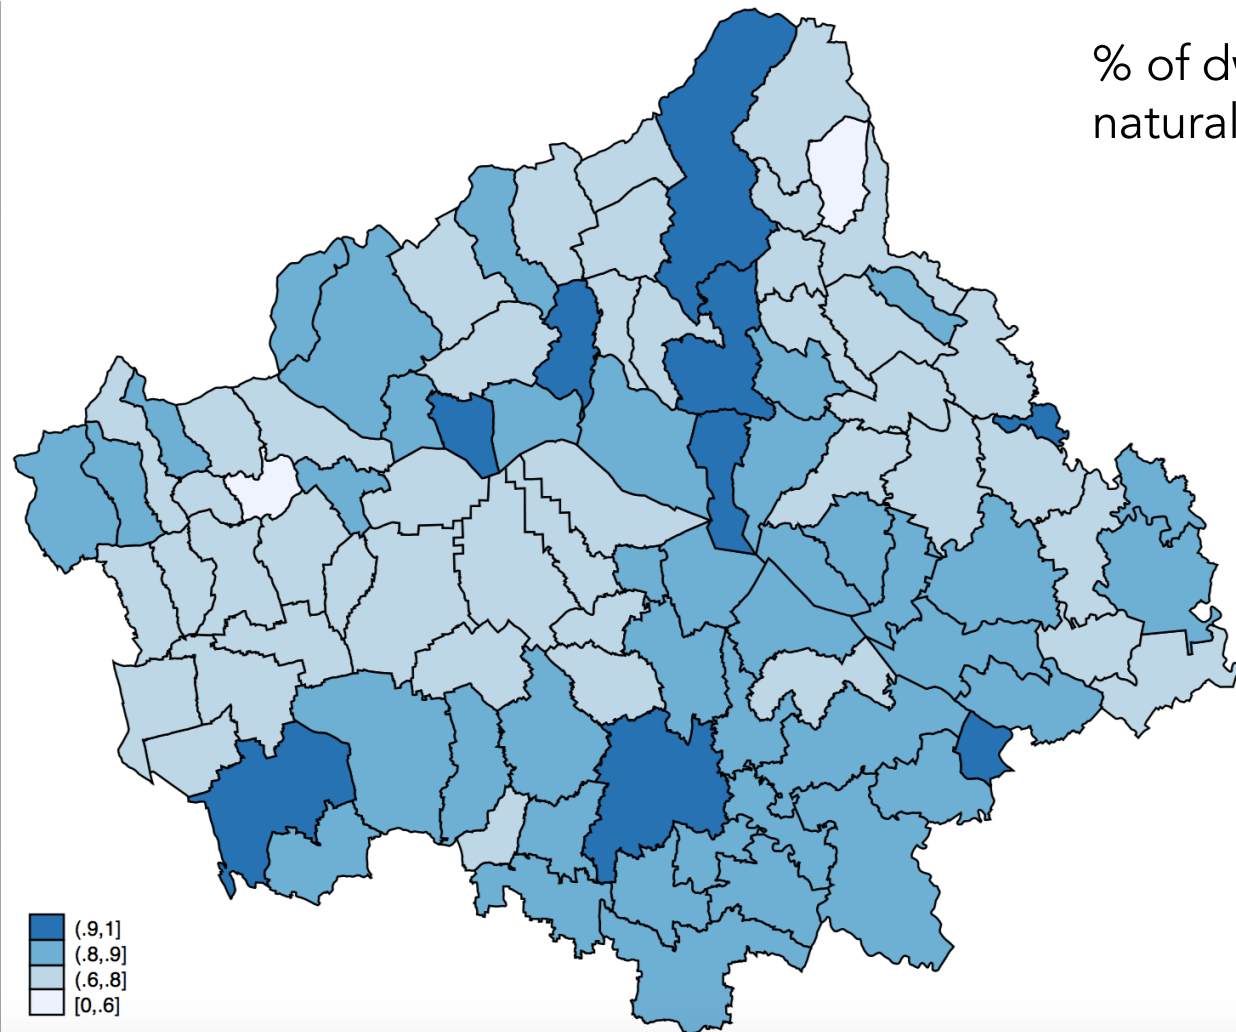 % of
natural
(.9,1]
(.8,.9]
(.6,.8]
[0,.6]